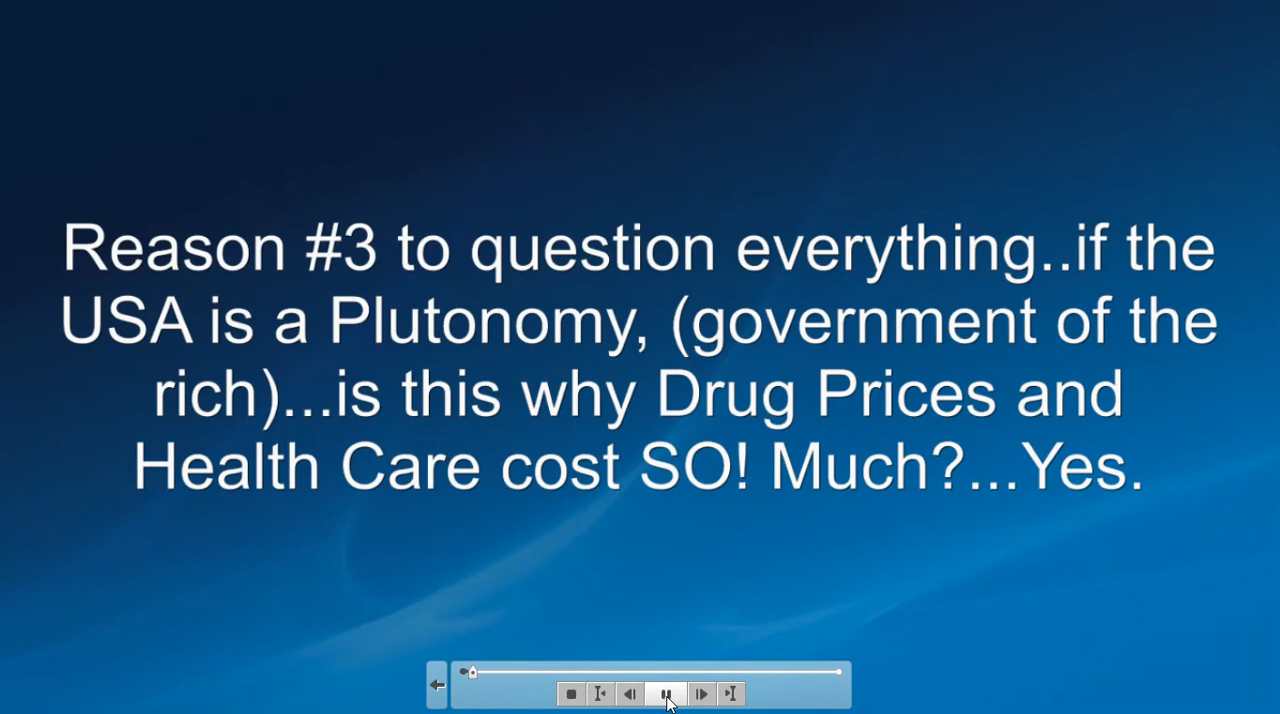 Reason #3 to question everything..if the
USA is a Plutonomy, (government of the
rich)...is this why Drug Prices and
Health Care cost SO! Much?...Yes.